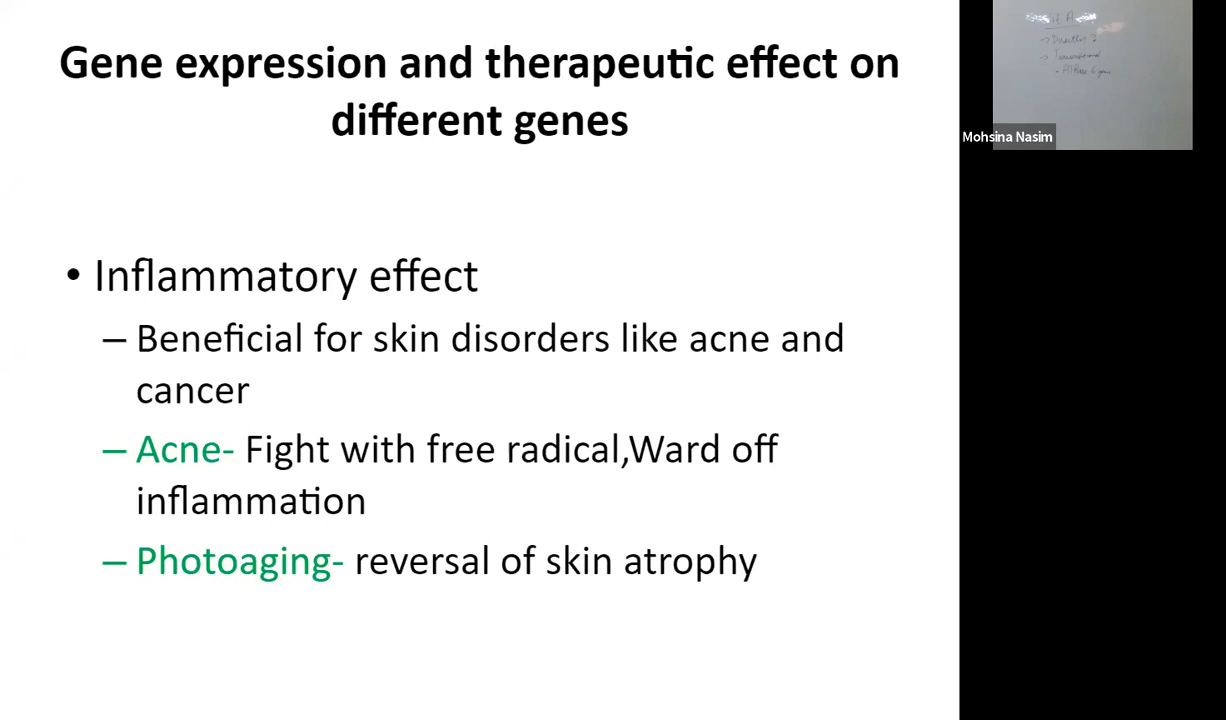 Gene expression and therapeutic effect on
different genes
• Inflammatory effect
– Beneficial for skin disorders like acne and
cancer
– Acne- Fight with free radical,Ward off
inflammation
– Photoaging- reversal of skin atrophy
Mohsina Nasim